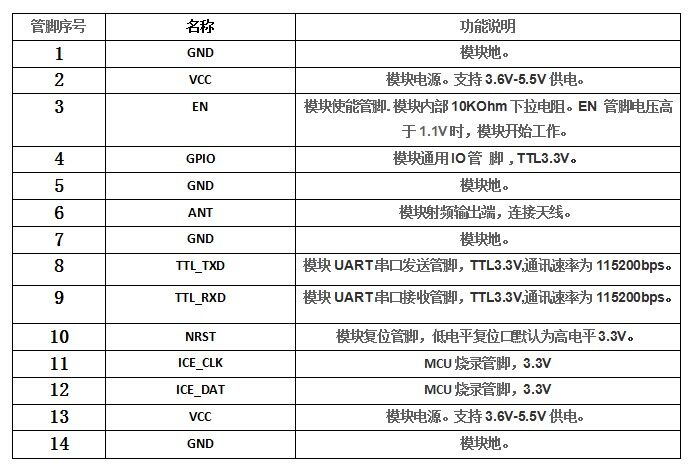 管脚序号 名称 功能说明
1 GND 模块地。
2 VCC 模块电源。支持 3.6V-5.5V 供电。
3 EN 模块使能管脚. 模块内部 10KOhm 下拉电阻。EN 管脚电压高
于 1.1V 时，模块开始工作。
4 GPIO 模块通用 IO 管 脚 , TTL3.3V。
5 GND 模块地。
6 ANT 模块射频输出端，连接天线。
7 GND 模块地。
8 TTL_TXD 模块 UART 串口发送管脚，TTL3.3V,通讯速率为 115200bps。
9 TTL_RXD 模块 UART 串口接收管脚，TTL3.3V,通讯速率为 115200bps。
10 NRST 模块复位管脚，低电平复位口默认为高电平 3.3V。
11 ICE_CLK MCU 烧录管脚，3.3V
12 ICE_DAT MCU 烧录管脚，3.3V
13 VCC 模块电源。支持 3.6V-5.5V 供电。
14 GND 模块地。